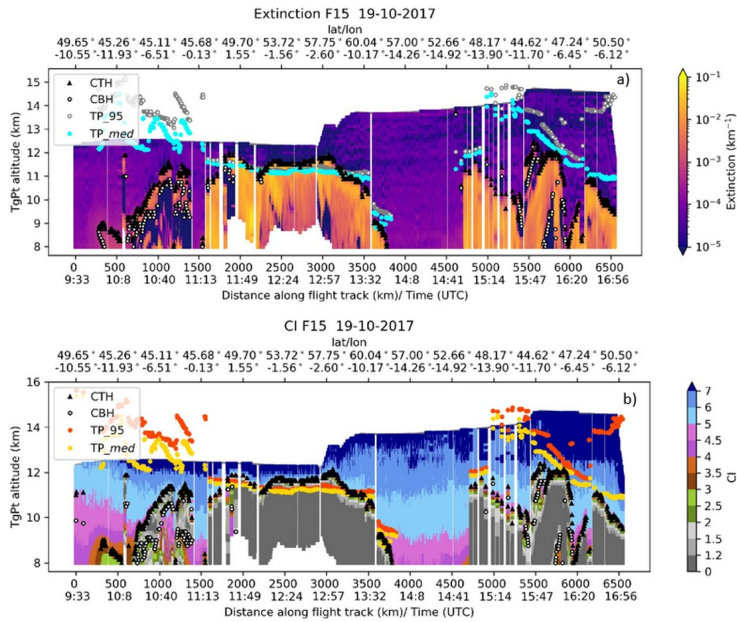 Extinction F15 19-10-2017
lat/lon
49.65° 45.26° 45.11° 45.68° 49.70° 53.72° 57.75° 60.04° 57.00° 52.66° 48.17° 44.62° 47.24° 50.50°
-10.55° -11.93° -6.51° -0.13° 1.55° -1.56° -2.60° -10.17° -14.26° -14.92° -13.90° -11.70° -6.45° -6.12°
a)
CTH
CBH
TP_95
TP_med
TgPt altitude (km)
15
14
13
12
11
10
9
8
0 500 1000 1500 2000 2500 3000 3500 4000 4500 5000 5500 6000 6500
9:33 10:8 10:40 11:13 11:49 12:24 12:57 13:32 14:8 14:41 15:14 15:47 16:20 16:56
Distance along flight track (km)/ Time (UTC)
10⁻¹
10⁻²
10⁻³
10⁻⁴
10⁻⁵
Extinction (km⁻¹)
CI F15 19-10-2017
lat/lon
49.65° 45.26° 45.11° 45.68° 49.70° 53.72° 57.75° 60.04° 57.00° 52.66° 48.17° 44.62° 47.24° 50.50°
-10.55° -11.93° -6.51° -0.13° 1.55° -1.56° -2.60° -10.17° -14.26° -14.92° -13.90° -11.70° -6.45° -6.12°
b)
CTH
CBH
TP_95
TP_med
TgPt altitude (km)
16
14
12
10
8
0 500 1000 1500 2000 2500 3000 3500 4000 4500 5000 5500 6000 6500
9:33 10:8 10:40 11:13 11:49 12:24 12:57 13:32 14:8 14:41 15:14 15:47 16:20 16:56
Distance along flight track (km)/ Time (UTC)
7
6
5
4.5
4
3.5
3
2.5
2
1.5
1.2
0
CI